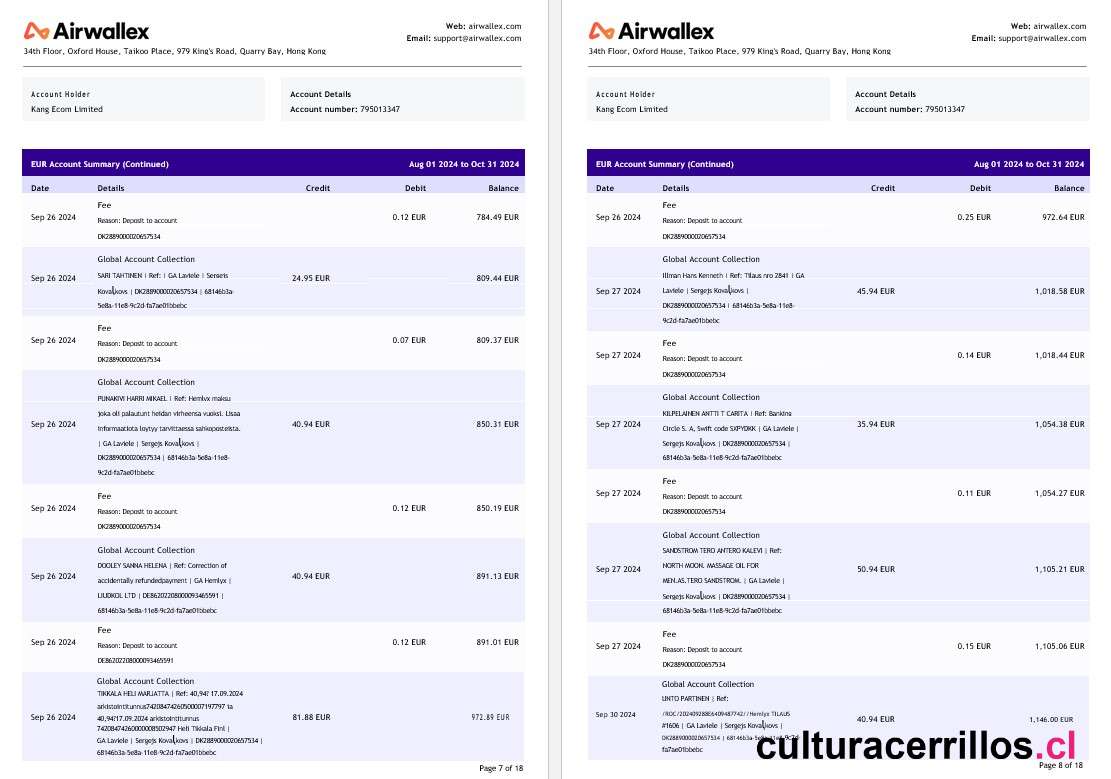 Airwallex
Web: airwallex.com
Email: support@airwallex.com
34th Floor, Oxford House, Taikoo Place, 979 King's Road, Quarry Bay, Hong Kong
Account Holder
Kang Ecom Limited
Account Details
Account number: 795013347
EUR Account Summary (Continued) Aug 01 2024 to Oct 31 2024
Date Details Credit Debit Balance
Fee
Sep 26 2024 Reason: Deposit to account 0.12 EUR 784.49 EUR
DK2889000020657534
Global Account Collection
SARI TAHTINEN | Ref: | GA Laviele | Sergejs
Sep 26 2024 Kovaļkovs | DK2889000020657534 | 68146b3a- 24.95 EUR 809.44 EUR
5e8a-11e8-9c2d-fa7ae01bbebc
Fee
Sep 26 2024 Reason: Deposit to account 0.07 EUR 809.37 EUR
DK2889000020657534
Global Account Collection
PUNAKIVI HARRI MIKAEL | Ref: Hemlyx maksu
joka oli palautunt heidan virheensa vuoksi. Lisaa
informaatiota loytyy tarvittaessa sahkoposteista.
Sep 26 2024 | GA Laviele | Sergejs Kovaļkovs | 40.94 EUR 850.31 EUR
DK2889000020657534 | 68146b3a-5e8a-11e8-
9c2d-fa7ae01bbebc
Fee
Sep 26 2024 Reason: Deposit to account 0.12 EUR 850.19 EUR
DK2889000020657534
Global Account Collection
DOOLEY SANNA HELENA | Ref: Correction of
Sep 26 2024 accidentally refundedpayment | GA Hemlyx | 40.94 EUR 891.13 EUR
LIUDKOL LTD | DE86202208000093465591 |
68146b3a-5e8a-11e8-9c2d-fa7ae01bbebc
Fee
Sep 26 2024 Reason: Deposit to account 0.12 EUR 891.01 EUR
DE86202208000093465591
Global Account Collection
TIKKALA HELI MARJATTA | Ref: 40,94? 17.09.2024
arkistointitunnus74208474260500007197797 ja
Sep 26 2024 40,94?17.09.2024 arkistointitunnus 81.88 EUR 972.89 EUR
74208474260000008502947 Heli Tikkala Fini |
GA Laviele | Sergejs Kovaļkovs | DK2889000020657534 |
68146b3a-5e8a-11e8-9c2d-fa7ae01bbebc
Page 7 of 18
Airwallex
Web: airwallex.com
Email: support@airwallex.com
34th Floor, Oxford House, Taikoo Place, 979 King's Road, Quarry Bay, Hong Kong
Account Holder
Kang Ecom Limited
Account Details
Account number: 795013347
EUR Account Summary (Continued) Aug 01 2024 to Oct 31 2024
Date Details Credit Debit Balance
Fee
Sep 26 2024 Reason: Deposit to account 0.25 EUR 972.64 EUR
DK2889000020657534
Global Account Collection
Illman Hans Kenneth | Ref: Tilaus nro 2841 | GA
Sep 27 2024 Laviele | Sergejs Kovaļkovs | 45.94 EUR 1,018.58 EUR
DK2889000020657534 | 68146b3a-5e8a-11e8-
9c2d-fa7ae01bbebc
Fee
Sep 27 2024 Reason: Deposit to account 0.14 EUR 1,018.44 EUR
DK2889000020657534
Global Account Collection
KILPELAINEN ANTTI T CARITA | Ref: Banking
Sep 27 2024 Circle S. A, Swift code SXPYDKK | GA Laviele | 35.94 EUR 1,054.38 EUR
Sergejs Kovaļkovs | DK2889000020657534 |
68146b3a-5e8a-11e8-9c2d-fa7ae01bbebc
Fee
Sep 27 2024 Reason: Deposit to account 0.11 EUR 1,054.27 EUR
DK2889000020657534
Global Account Collection
SANDSTROM TERO ANTERO KALEVI | Ref:
NORTH MOON. MASSAGE OIL FOR
Sep 27 2024 MEN.AS.TERO SANDSTROM. | GA Laviele | 50.94 EUR 1,105.21 EUR
Sergejs Kovaļkovs | DK2889000020657534 |
68146b3a-5e8a-11e8-9c2d-fa7ae01bbebc
Fee
Sep 27 2024 Reason: Deposit to account 0.15 EUR 1,105.06 EUR
DK2889000020657534
Global Account Collection
UNTO PARTINEN | Ref:
Sep 30 2024 /ROC/202409288E6409487742//Hemlyx TILAUS 40.94 EUR 1,146.00 EUR
#1606 | GA Laviele | Sergejs Kovaļkovs |
DK2889000020657534 | 68146b3a-5e8a-11e8-9c2d-
fa7ae01bbebc
culturacerrillos.cl
Page 8 of 18